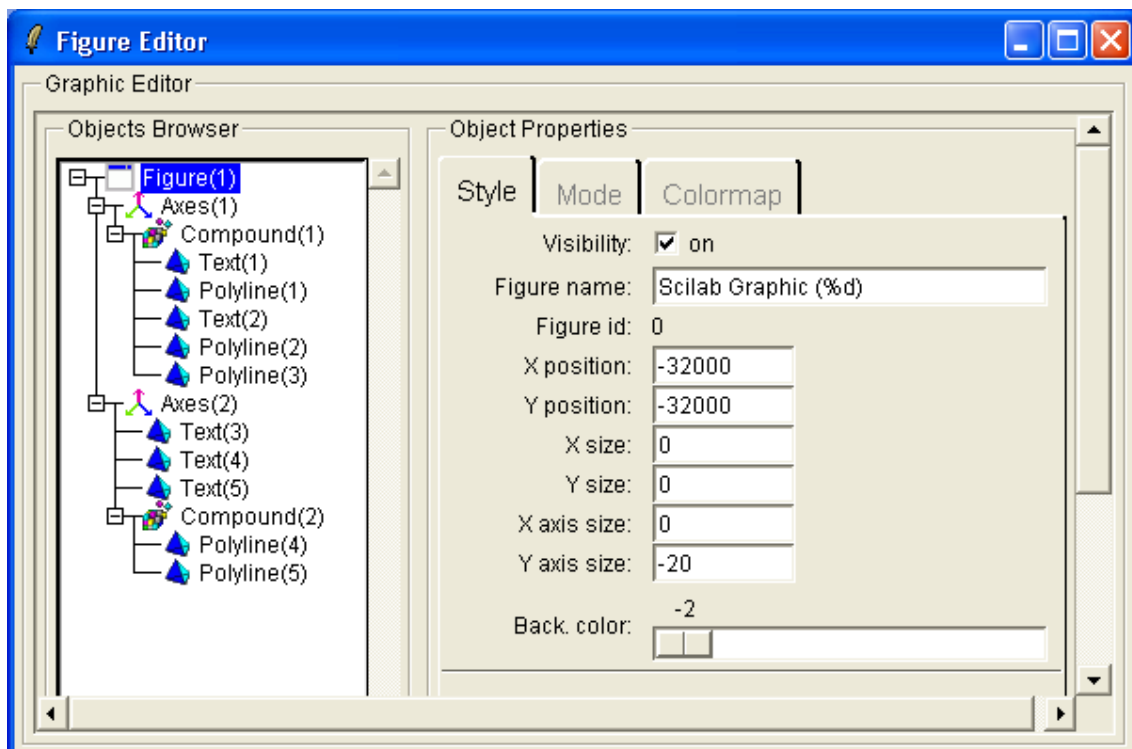 Figure Editor
Graphic Editor
Objects Browser
Figure(1)
Axes(1)
Compound(1)
Text(1)
Polyline(1)
Text(2)
Polyline(2)
Polyline(3)
Axes(2)
Text(3)
Text(4)
Text(5)
Compound(2)
Polyline(4)
Polyline(5)
Object Properties
Style Mode Colormap
Visibility: on
Figure name: Scilab Graphic (%d)
Figure id: 0
X position: -32000
Y position: -32000
X size: 0
Y size: 0
X axis size: 0
Y axis size: -20
-2
Back. color: